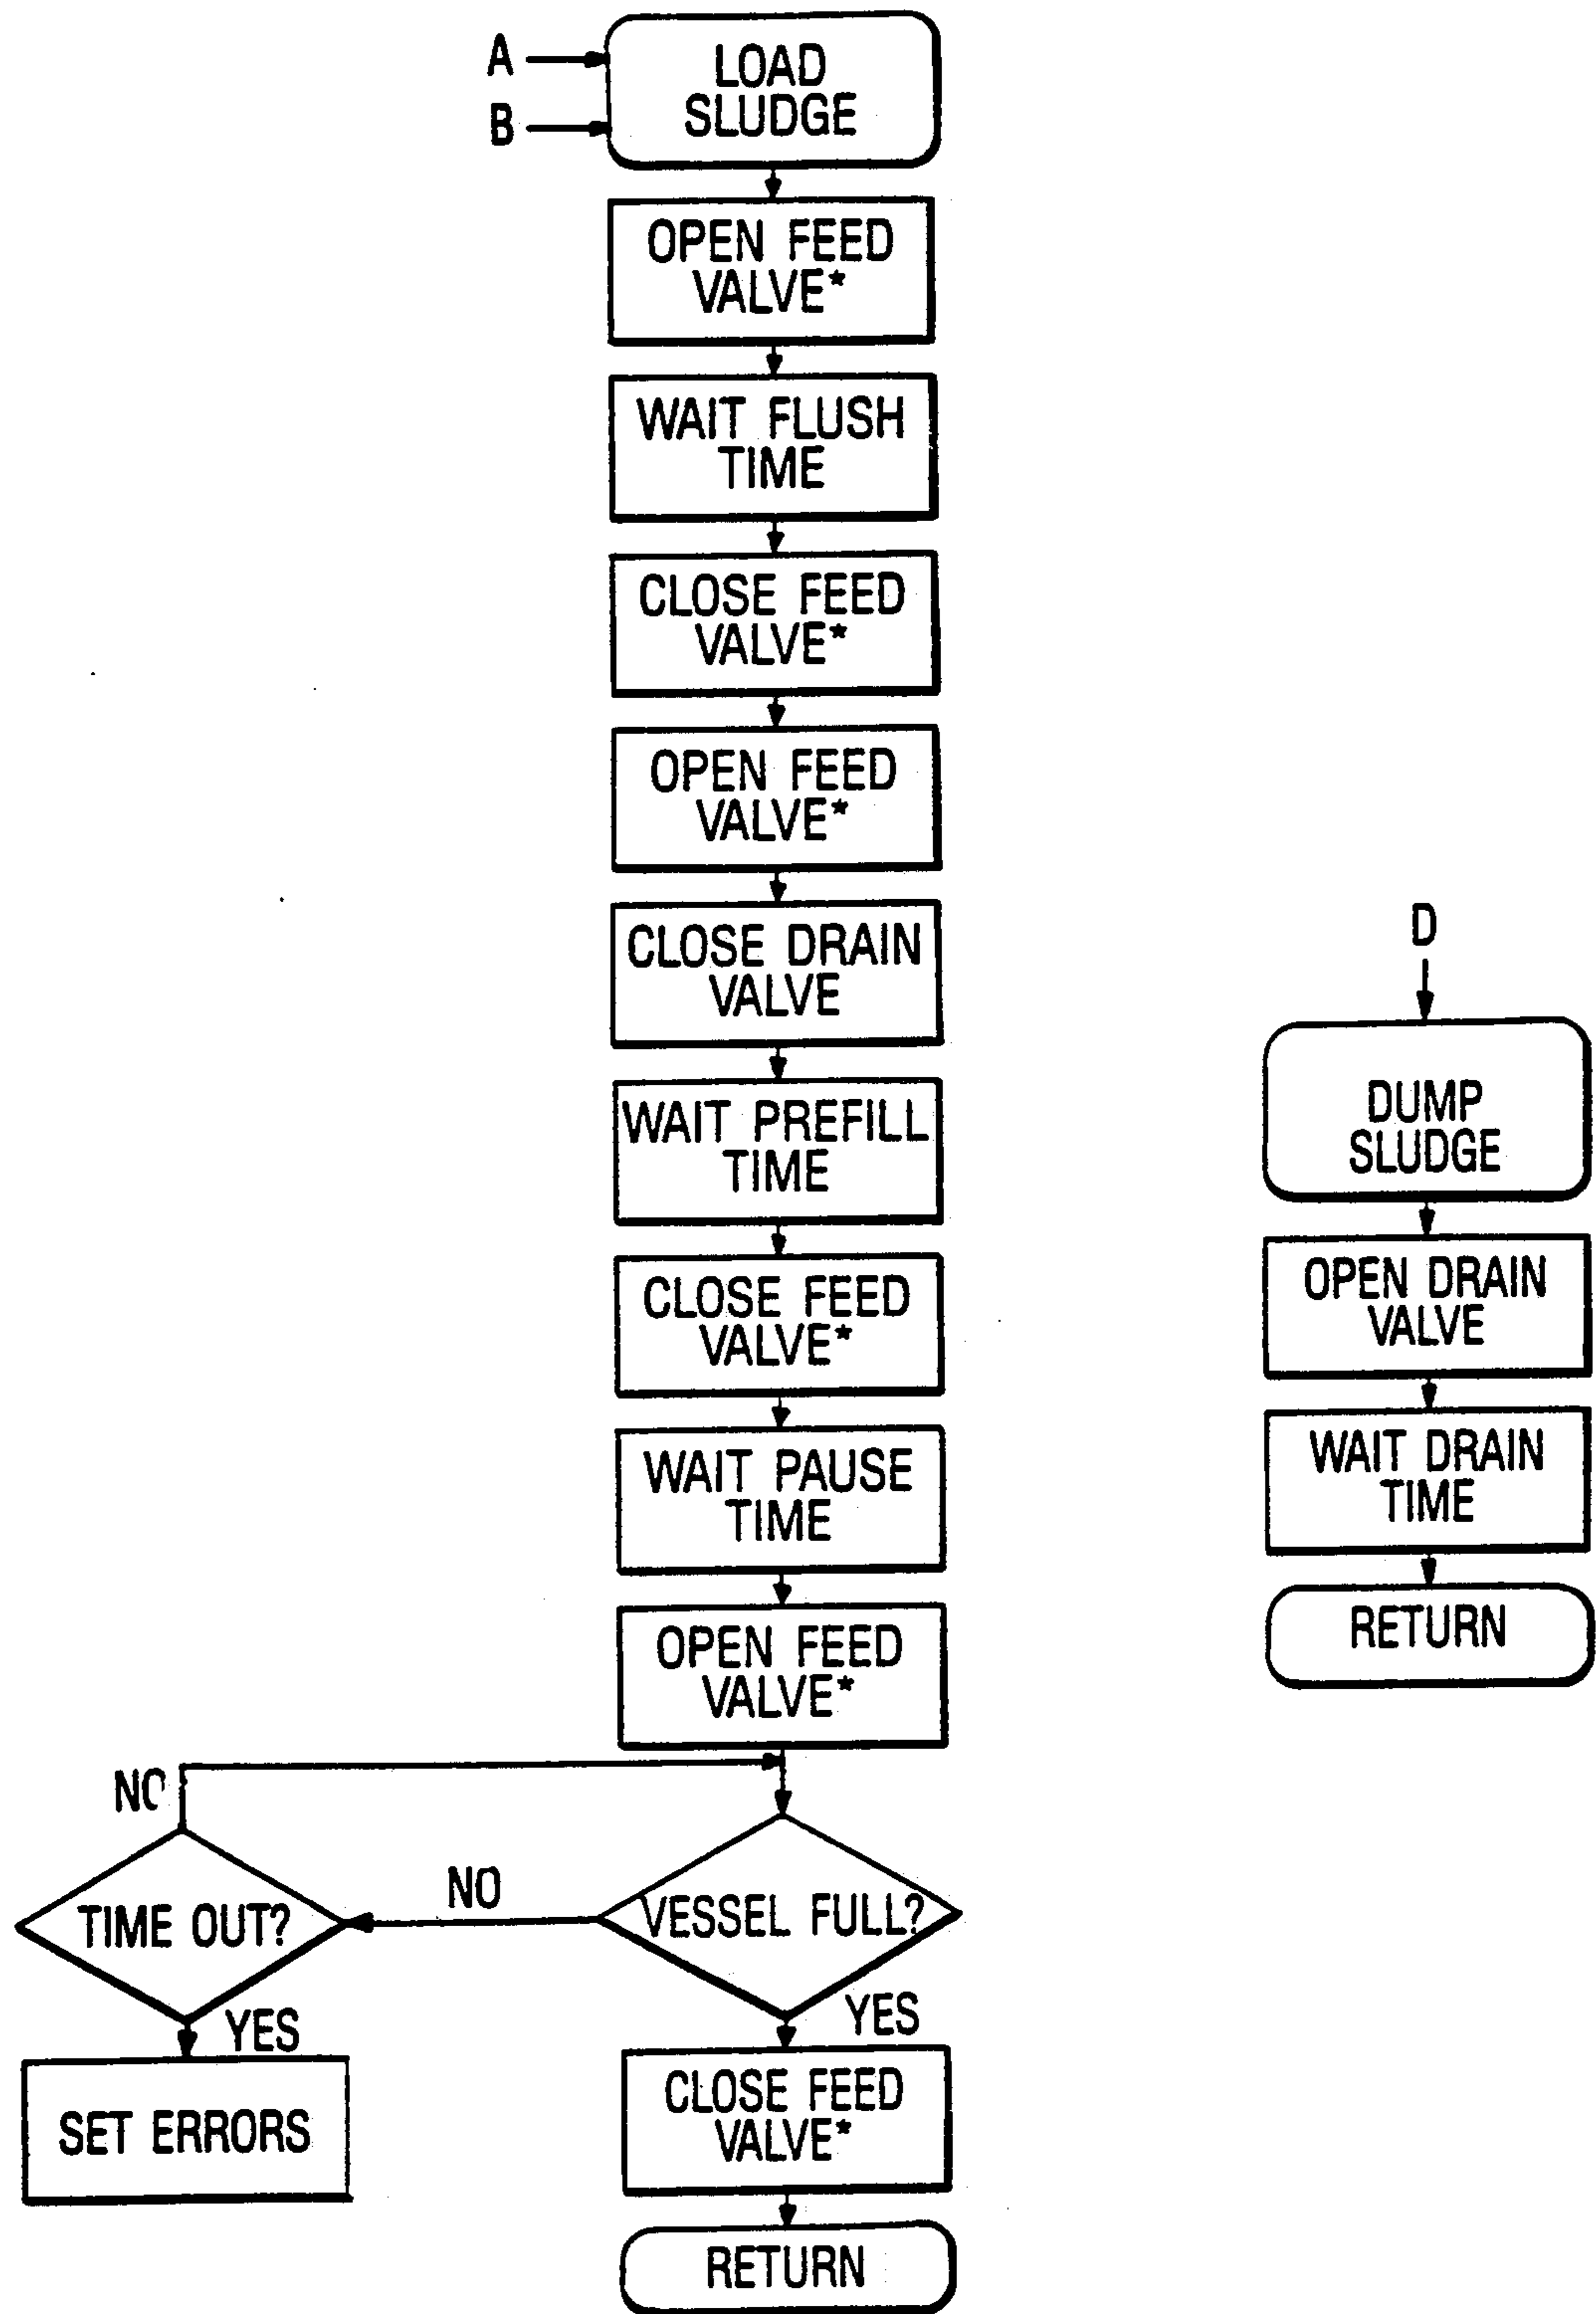 A
B
LOAD
SLUDGE
OPEN FEED
VALVE*
WAIT FLUSH
TIME
CLOSE FEED
VALVE*
OPEN FEED
VALVE*
CLOSE DRAIN
VALVE
WAIT PREFILL
TIME
CLOSE FEED
VALVE*
WAIT PAUSE
TIME
OPEN FEED
VALVE*
NO
TIME OUT?
NO
VESSEL FULL?
YES
YES
SET ERRORS
CLOSE FEED
VALVE*
RETURN
D
DUMP
SLUDGE
OPEN DRAIN
VALVE
WAIT DRAIN
TIME
RETURN